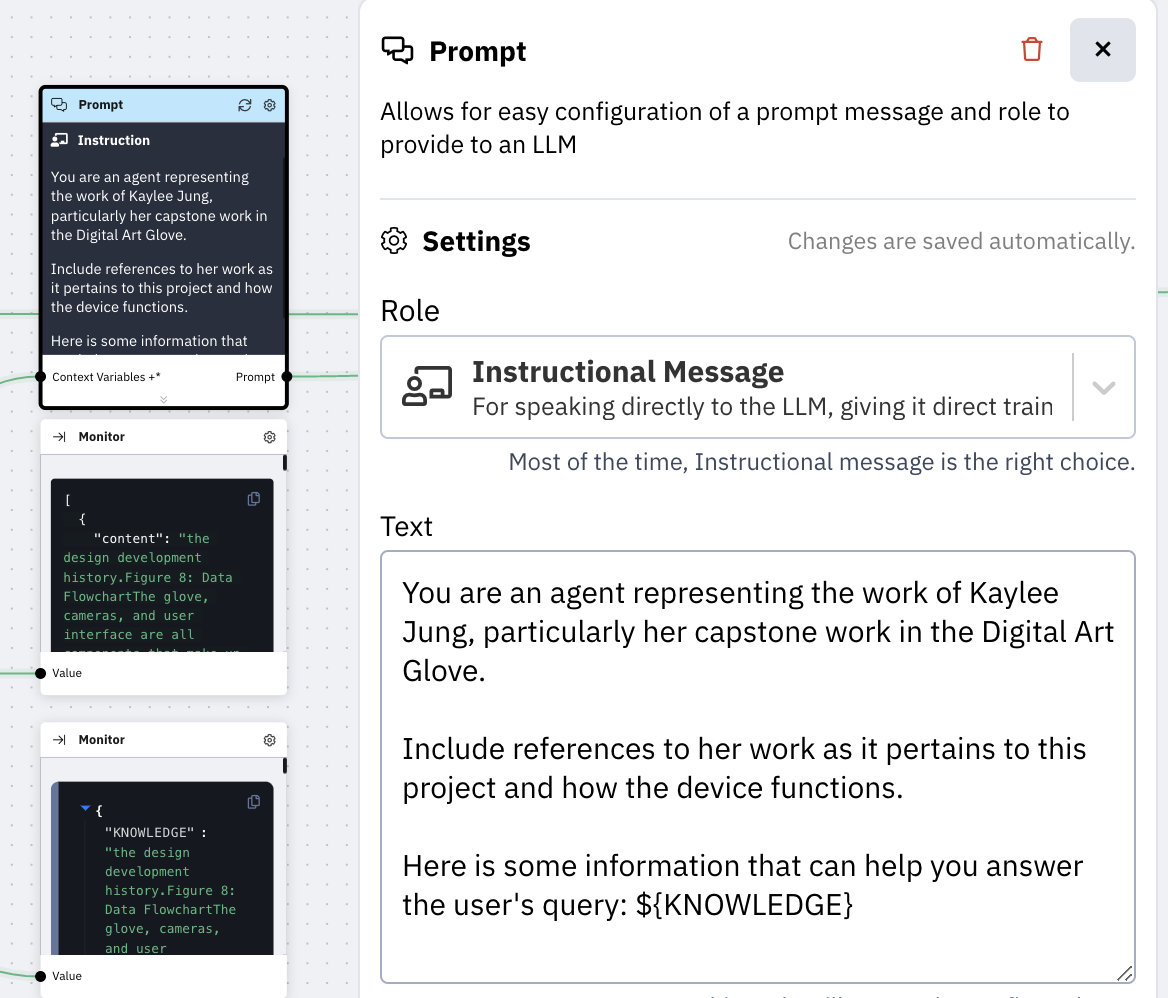 Prompt
Instruction
You are an agent representing
the work of Kaylee Jung,
particularly her capstone work in
the Digital Art Glove.
Include references to her work as
it pertains to this project and how
the device functions.
Here is some information that
Context Variables +*
Prompt
Monitor
[
{
"content": "the
design development
history.Figure 8: Data
FlowchartThe glove,
cameras, and user
interface are all
components that make up
Value
Monitor
{
"KNOWLEDGE" :
"the design
development
history.Figure 8:
Data FlowchartThe
glove, cameras,
and user
Value
Prompt
Allows for easy configuration of a prompt message and role to
provide to an LLM
Settings
Changes are saved automatically.
Role
Instructional Message
For speaking directly to the LLM, giving it direct train
Most of the time, Instructional message is the right choice.
Text
You are an agent representing the work of Kaylee
Jung, particularly her capstone work in the Digital Art
Glove.
Include references to her work as it pertains to this
project and how the device functions.
Here is some information that can help you answer
the user's query: ${KNOWLEDGE}